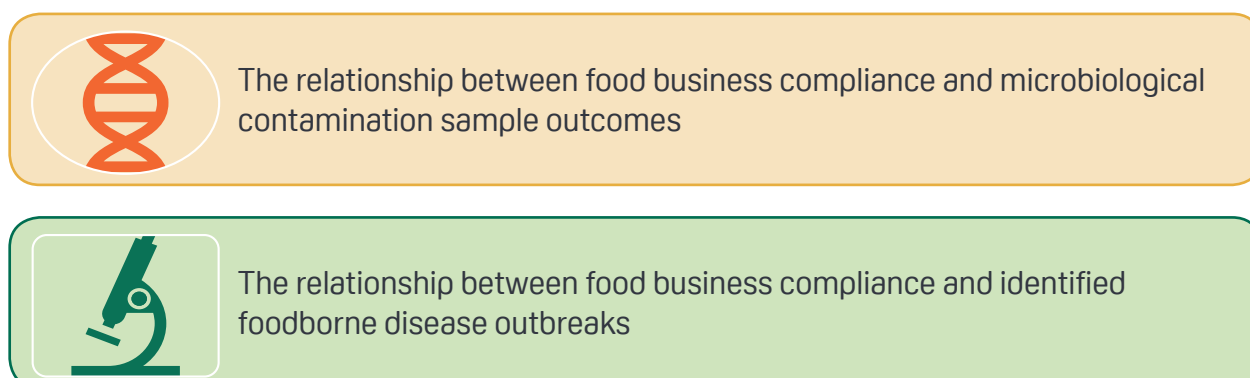 The relationship between food business compliance and microbiological
contamination sample outcomes
The relationship between food business compliance and identified
foodborne disease outbreaks